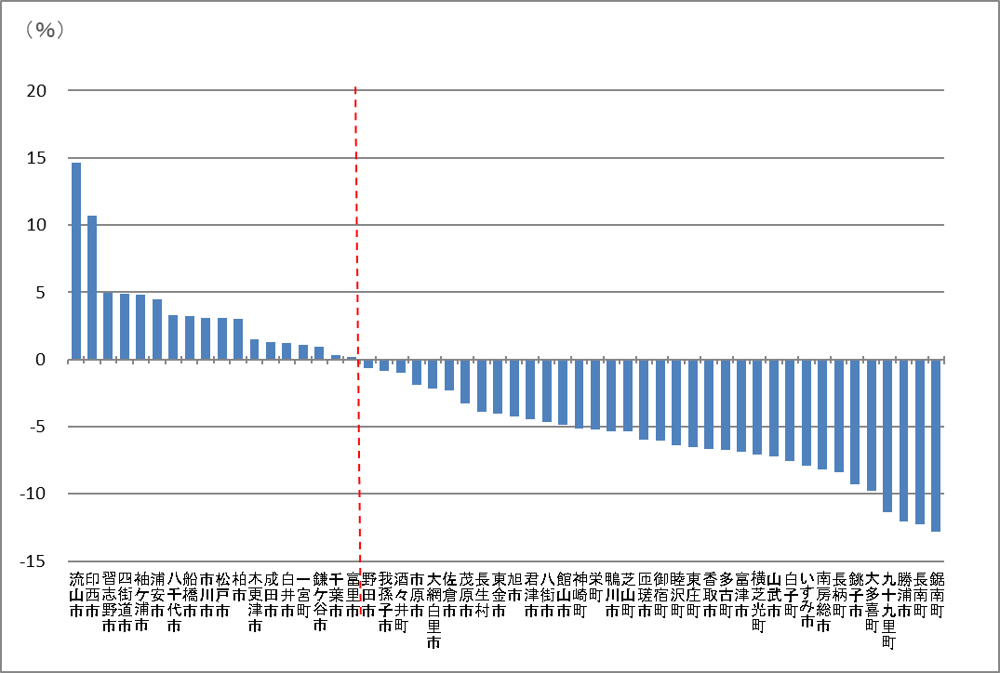 （%）
20
15
10
5
0
-5
-10
-15
流山市
印西市
習志野市
四街道市
袖ケ浦市
浦安市
八千代市
船橋市
市川市
松戸市
柏市
木更津市
成田市
白井市
一宮町
鎌ケ谷市
千葉市
富里市
野田市
我孫子市
酒々井町
市原市
大網白里市
佐倉市
茂原市
長生村
東金市
旭市
君津市
八街市
館山市
神崎町
栄町
鴨川市
芝山町
匝瑳市
御宿町
睦沢町
東庄町
香取市
多古町
富津市
横芝光町
山武市
白子町
いすみ市
南房総市
長柄町
銚子市
大多喜町
九十九里町
勝浦市
長南町
鋸南町